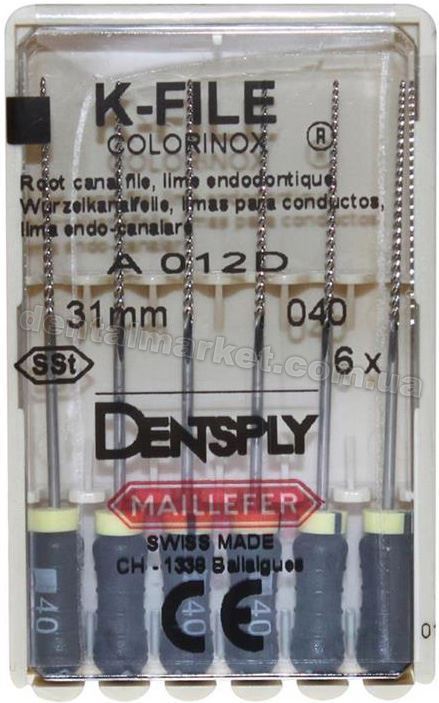 K-FILE
COLORINOX ®
Root canal file, lime endodontique
Wurzelkanalfeile, limas para conductos,
lima endo-canalare
A 012D
31mm 040
dentalmarket.com.ua
SSt 6 x
DENTSPLY
MAILLEFER
SWISS MADE
CH - 1338 Ballaigues
CE
40 40 40